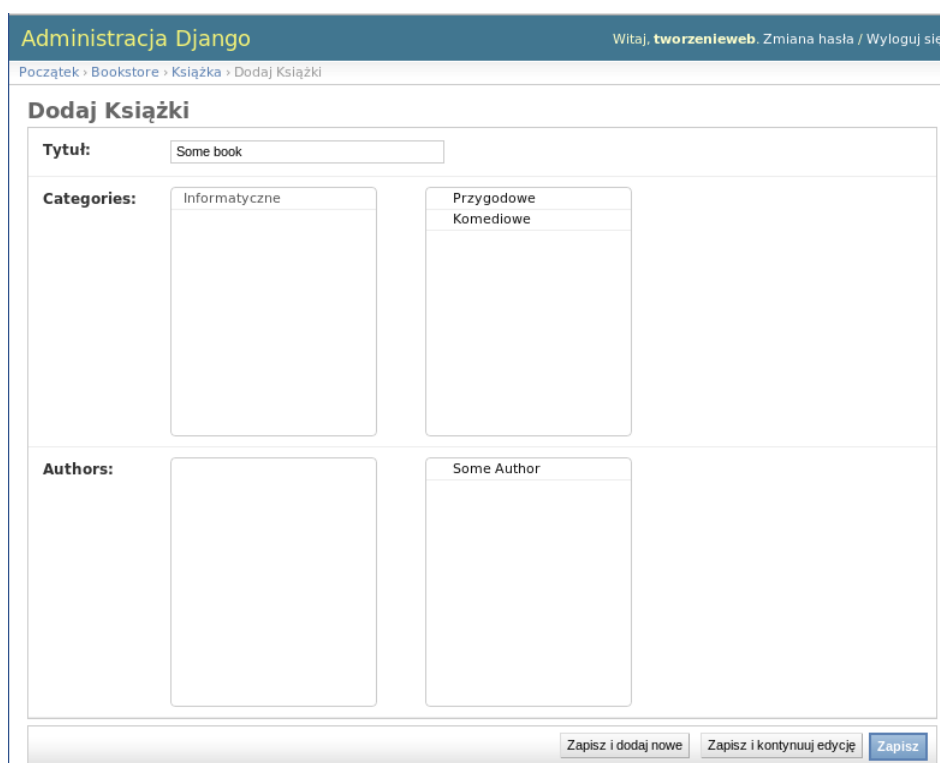 Administracja Django
Witaj, tworzenieweb. Zmiana hasła / Wyloguj się
Początek › Bookstore › Książka › Dodaj Książki
Dodaj Książki
Tytuł: Some book
Categories: Informatyczne Przygodowe
Komediowe
Authors: Some Author
Zapisz i dodaj nowe Zapisz i kontynuuj edycję Zapisz